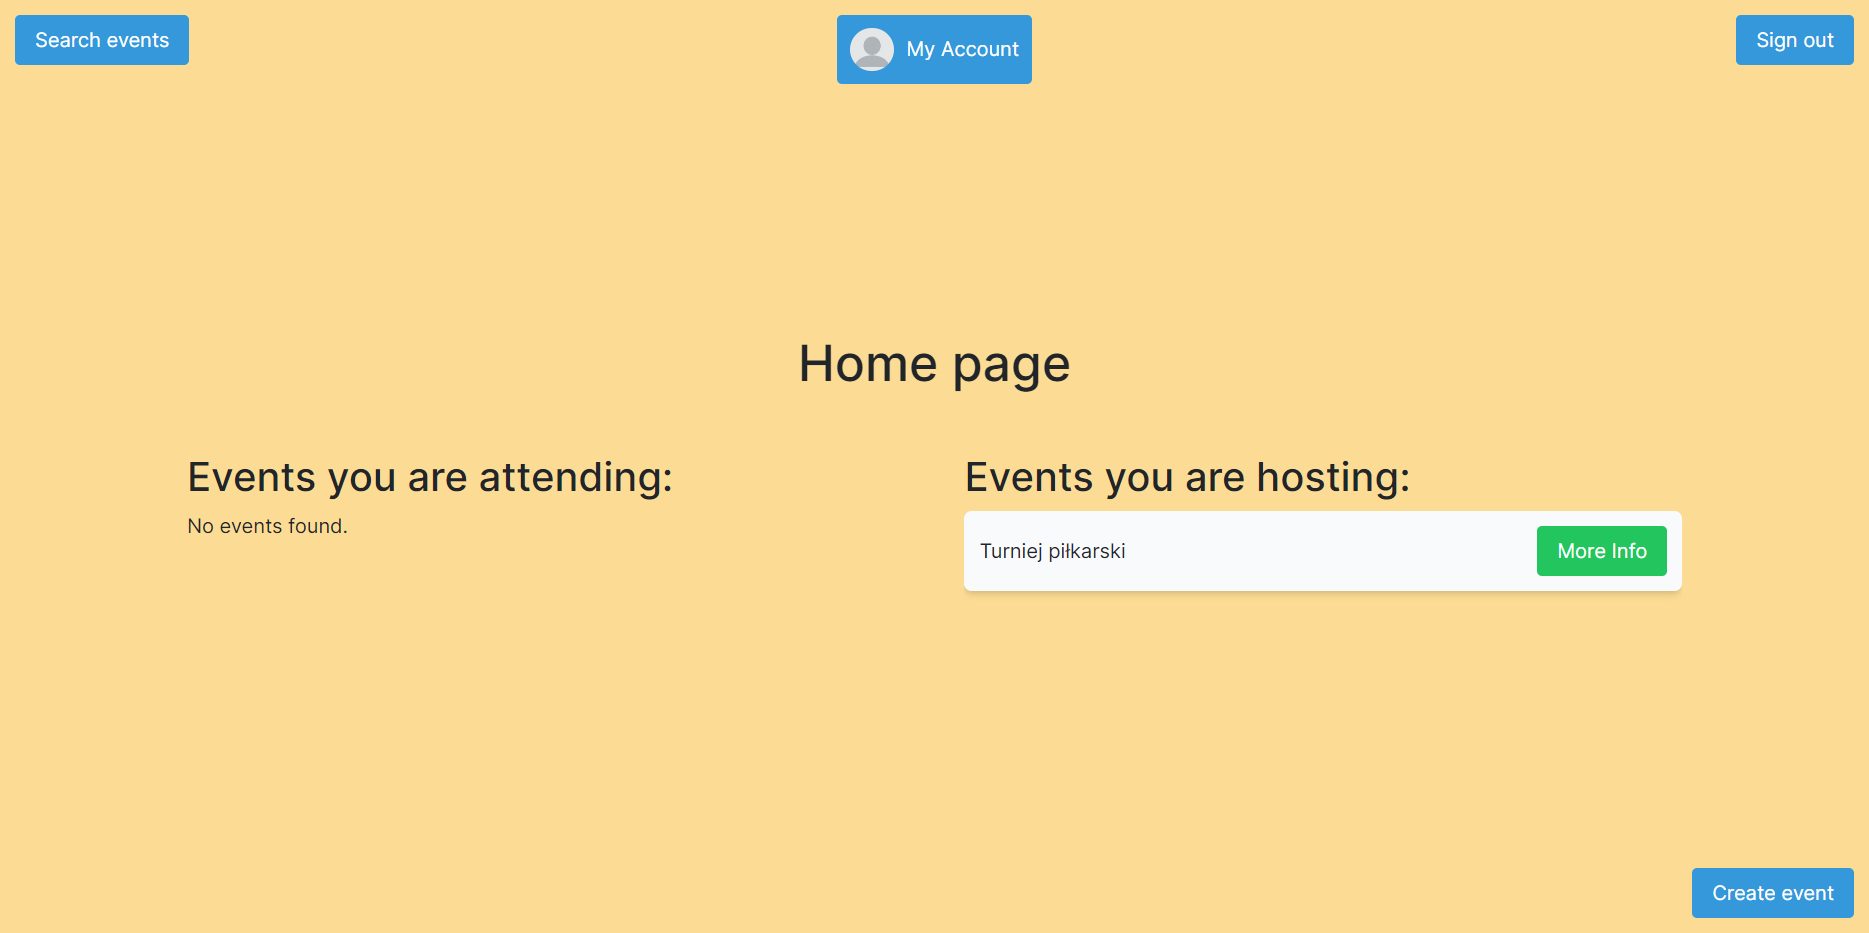 Search events
My Account
Sign out
Home page
Events you are attending:
No events found.
Events you are hosting:
Turniej piłkarski
More Info
Create event